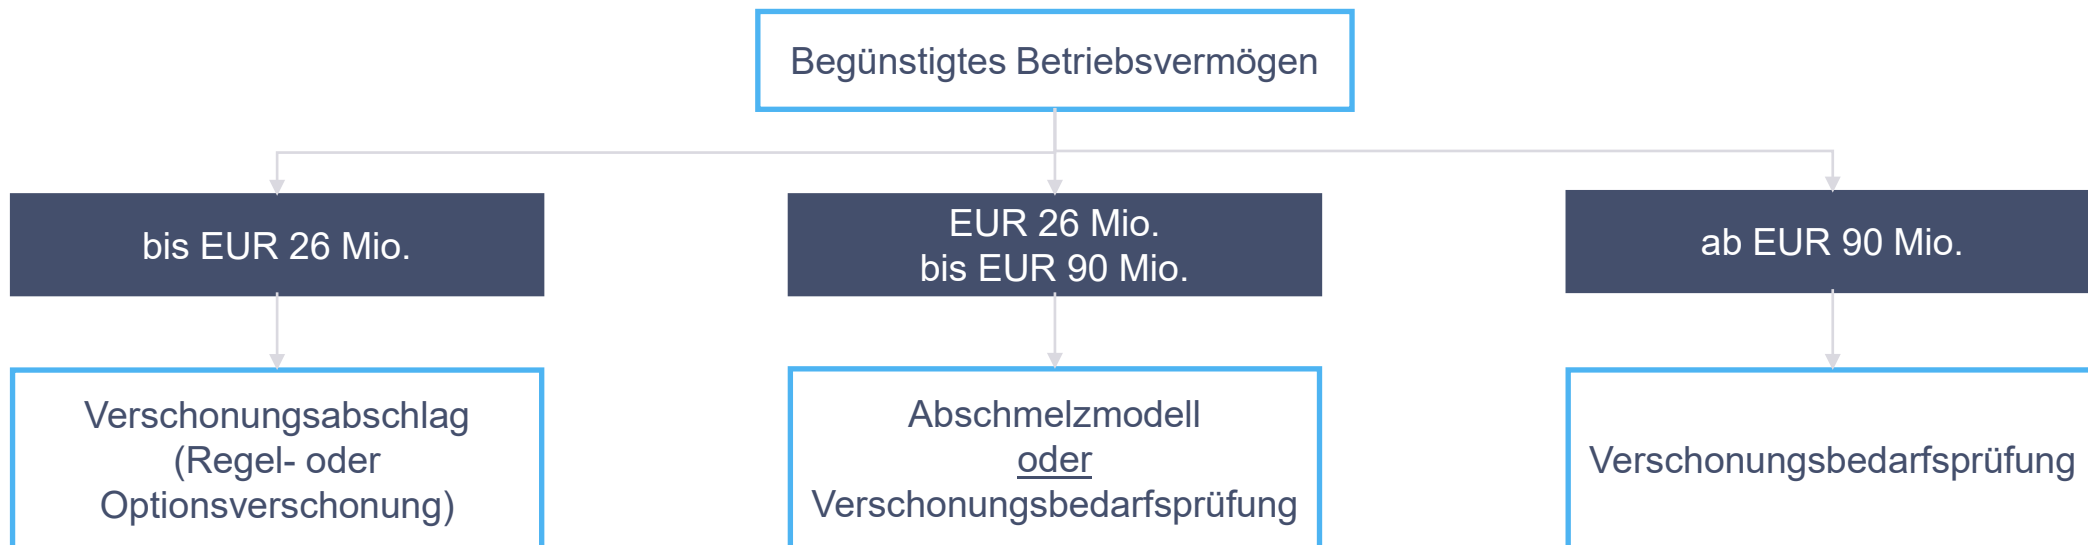 Begünstigtes Betriebsvermögen
bis EUR 26 Mio.
EUR 26 Mio.
bis EUR 90 Mio.
ab EUR 90 Mio.
Verschonungsabschlag
(Regel- oder
Optionsverschonung)
Abschmelzmodell
oder
Verschonungsbedarfsprüfung
Verschonungsbedarfsprüfung